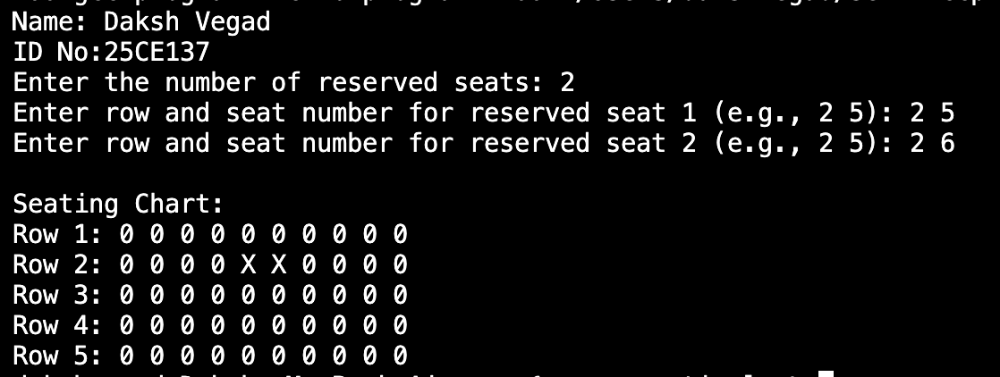 Name: Daksh Vegad
ID No:25CE137
Enter the number of reserved seats: 2
Enter row and seat number for reserved seat 1 (e.g., 2 5): 2 5
Enter row and seat number for reserved seat 2 (e.g., 2 5): 2 6
Seating Chart:
Row 1: 0 0 0 0 0 0 0 0 0 0
Row 2: 0 0 0 0 X X 0 0 0 0
Row 3: 0 0 0 0 0 0 0 0 0 0
Row 4: 0 0 0 0 0 0 0 0 0 0
Row 5: 0 0 0 0 0 0 0 0 0 0